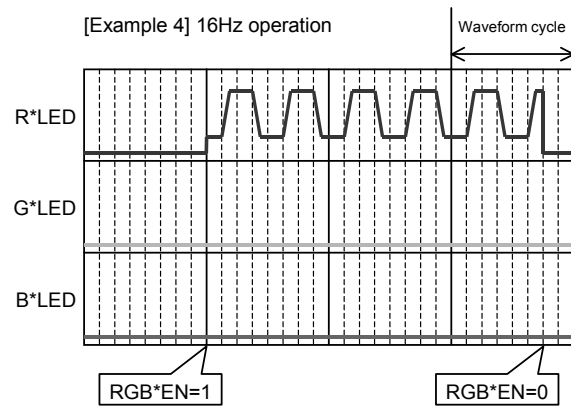 [Example 4] 16Hz operation
Waveform cycle
R*LED
G*LED
B*LED
RGB*EN=1
RGB*EN=0